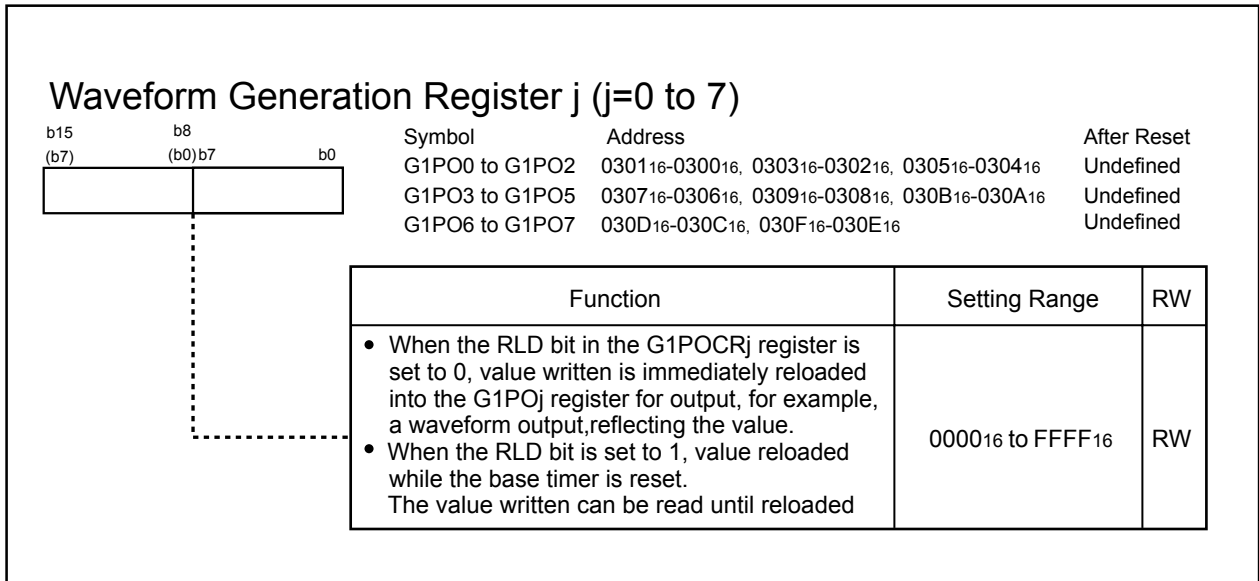 Waveform Generation Register j (j=0 to 7)
b15 b8
(b7) (b0) b7 b0
Symbol Address After Reset
G1PO0 to G1PO2 030116-030016, 030316-030216, 030516-030416 Undefined
G1PO3 to G1PO5 030716-030616, 030916-030816, 030B16-030A16 Undefined
G1PO6 to G1PO7 030D16-030C16, 030F16-030E16 Undefined
Function Setting Range RW
• When the RLD bit in the G1POCRj register is
set to 0, value written is immediately reloaded
into the G1POj register for output, for example,
a waveform output,reflecting the value.
• When the RLD bit is set to 1, value reloaded
while the base timer is reset.
The value written can be read until reloaded
000016 to FFFF16 RW